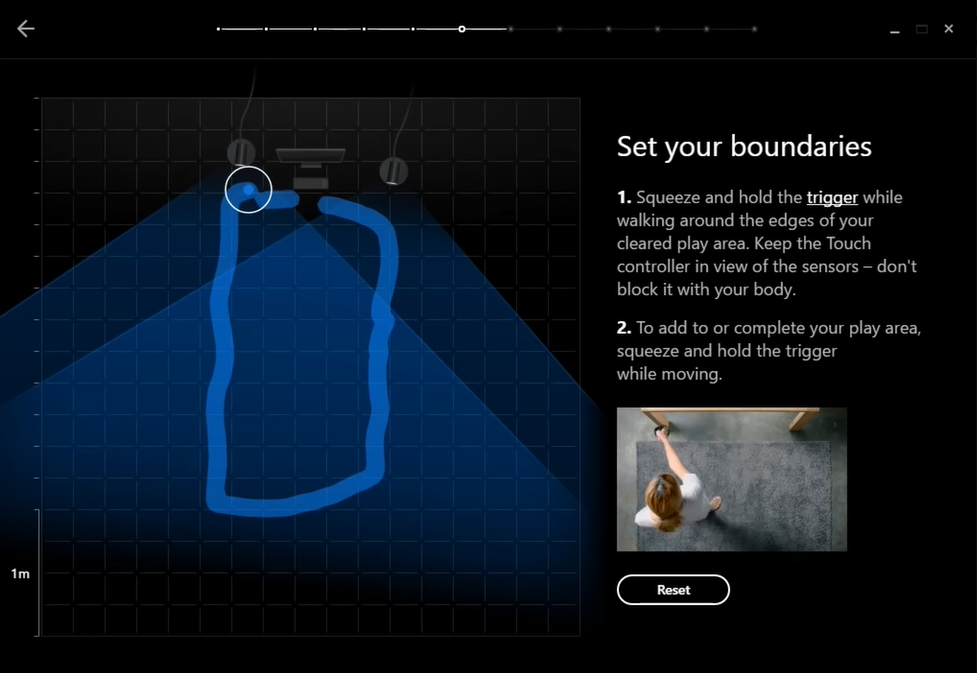 Set your boundaries
1. Squeeze and hold the trigger while
walking around the edges of your
cleared play area. Keep the Touch
controller in view of the sensors – don't
block it with your body.
2. To add to or complete your play area,
squeeze and hold the trigger
while moving.
1m
Reset